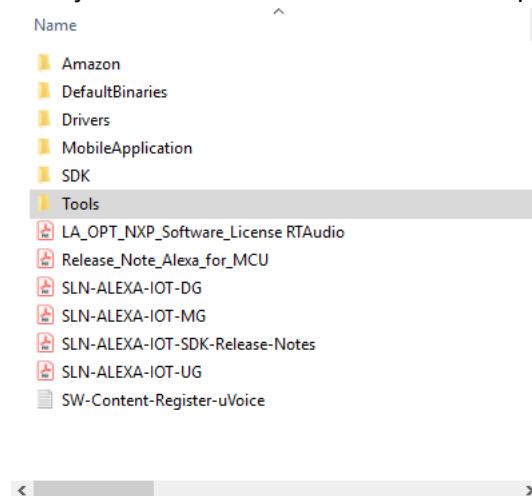 Name
Amazon
DefaultBinaries
Drivers
MobileApplication
SDK
Tools
LA_OPT_NXP_Software_License RTAudio
Release_Note_Alexa_for_MCU
SLN-ALEXA-IOT-DG
SLN-ALEXA-IOT-MG
SLN-ALEXA-IOT-SDK-Release-Notes
SLN-ALEXA-IOT-UG
SW-Content-Register-uVoice